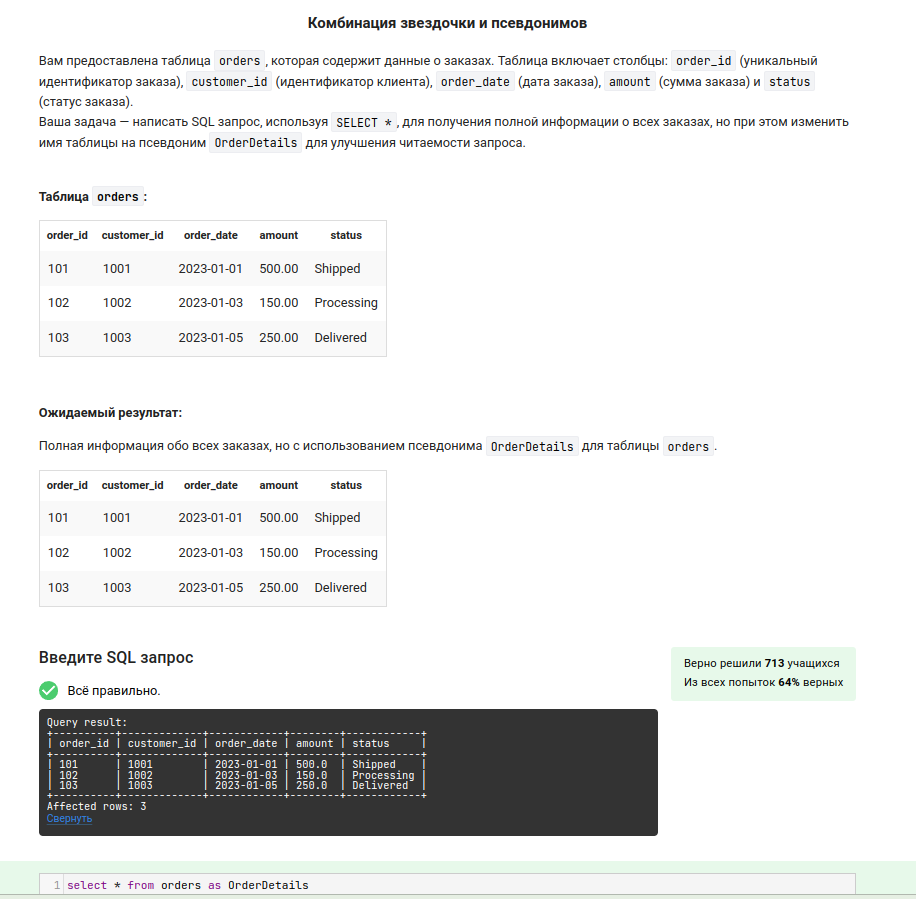 Комбинация звездочки и псевдонимов
Вам предоставлена таблица orders , которая содержит данные о заказах. Таблица включает столбцы: order_id (уникальный
идентификатор заказа), customer_id (идентификатор клиента), order_date (дата заказа), amount (сумма заказа) и status
(статус заказа).
Ваша задача — написать SQL запрос, используя SELECT * , для получения полной информации о всех заказах, но при этом изменить
имя таблицы на псевдоним OrderDetails для улучшения читаемости запроса.
Таблица orders :
order_id customer_id order_date amount status
101 1001 2023-01-01 500.00 Shipped
102 1002 2023-01-03 150.00 Processing
103 1003 2023-01-05 250.00 Delivered
Ожидаемый результат:
Полная информация обо всех заказах, но с использованием псевдонима OrderDetails для таблицы orders .
order_id customer_id order_date amount status
101 1001 2023-01-01 500.00 Shipped
102 1002 2023-01-03 150.00 Processing
103 1003 2023-01-05 250.00 Delivered
Введите SQL запрос
Верно решили 713 учащихся
Из всех попыток 64% верных
Всё правильно.
Query result:
+----------+-------------+------------+--------+------------+
| order_id | customer_id | order_date | amount | status     |
+----------+-------------+------------+--------+------------+
| 101      | 1001        | 2023-01-01 | 500.0  | Shipped    |
| 102      | 1002        | 2023-01-03 | 150.0  | Processing |
| 103      | 1003        | 2023-01-05 | 250.0  | Delivered  |
+----------+-------------+------------+--------+------------+
Affected rows: 3
Свернуть
1 select * from orders as OrderDetails